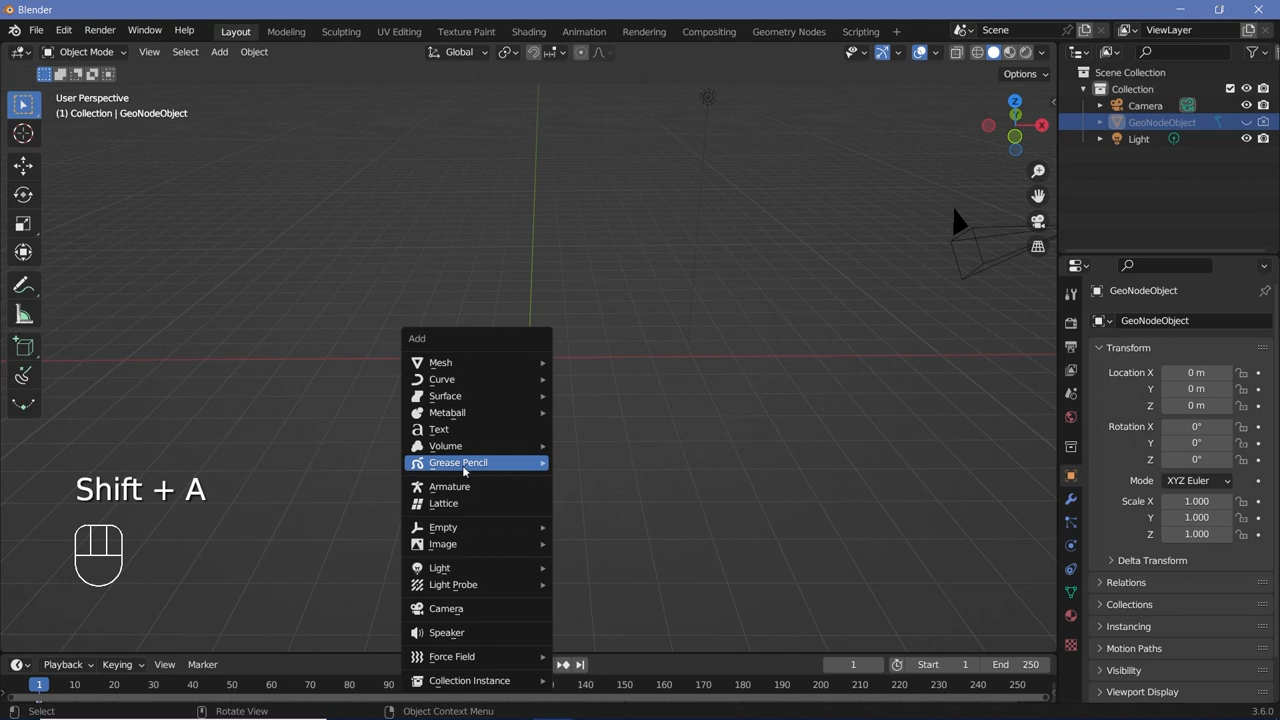 Blender
File Edit Render Window Help Layout Modeling Sculpting UV Editing Texture Paint Shading Animation Rendering Compositing Geometry Nodes Scripting + Scene ViewLayer
Object Mode View Select Add Object Global
Options
User Perspective
(1) Collection | GeoNodeObject
Z
Y
X
Scene Collection
Collection
Camera
GeoNodeObject
Light
GeoNodeObject
GeoNodeObject
Transform
Location X 0 m
Y 0 m
Z 0 m
Rotation X 0°
Y 0°
Z 0°
Mode XYZ Euler
Scale X 1.000
Y 1.000
Z 1.000
Delta Transform
Relations
Collections
Instancing
Motion Paths
Visibility
Viewport Display
Add
Mesh
Curve
Surface
Metaball
Text
Volume
Grease Pencil
Armature
Lattice
Empty
Image
Light
Light Probe
Camera
Speaker
Force Field
Collection Instance
Shift + A
Playback Keying View Marker 1 Start 1 End 250
1 10 20 30 40 50 60 70 80 90 140 150 160 170 180 190 200 210 220 230 240 250
Select Rotate View Object Context Menu 3.6.0